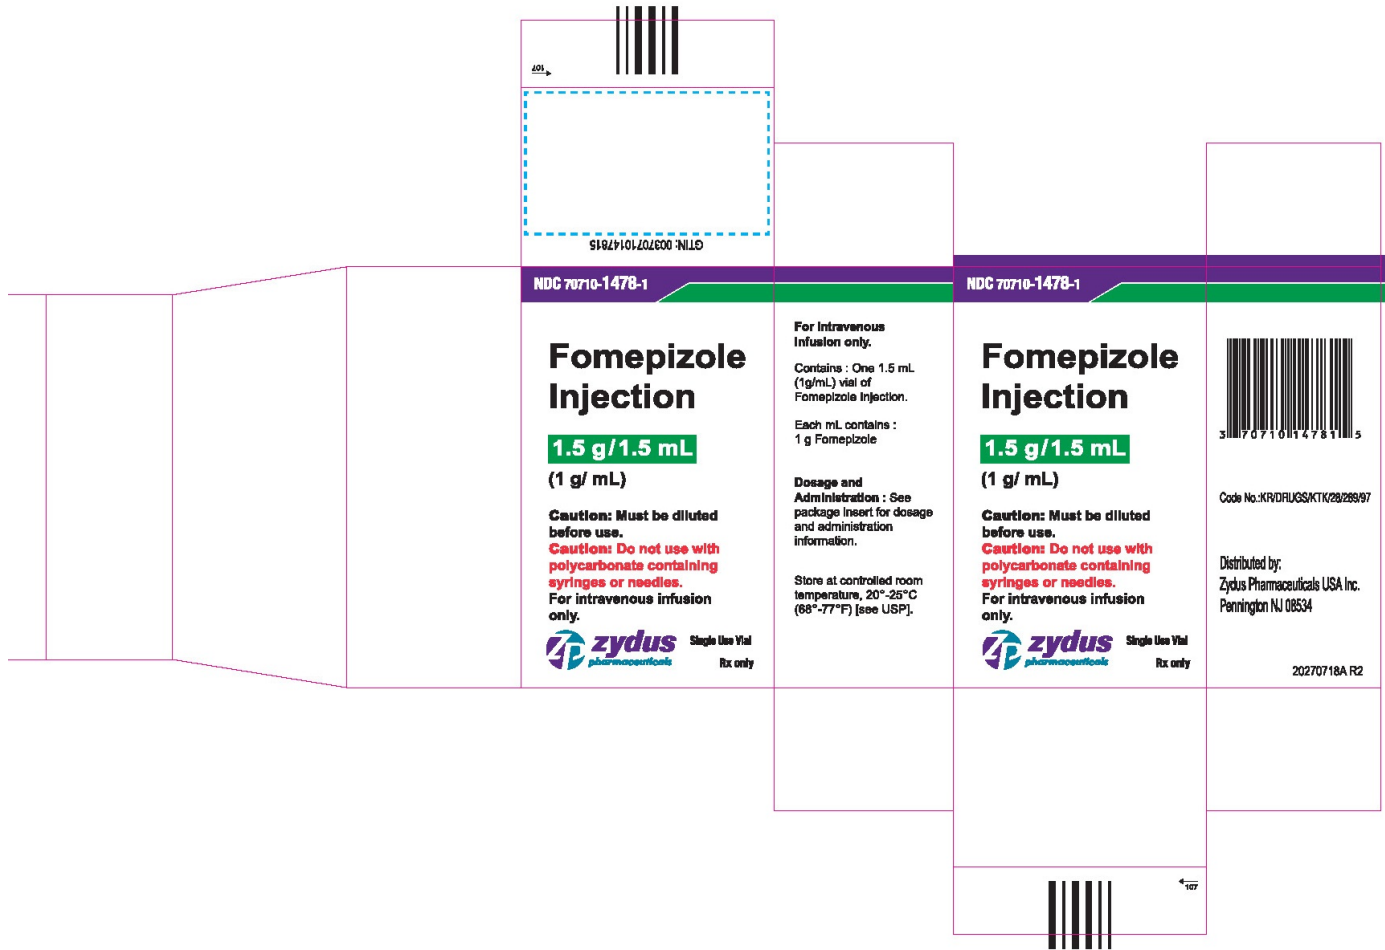 107
GTIN: 00370710147815
NDC 70710-1478-1
Fomepizole
Injection
1.5 g/1.5 mL
(1 g/ mL)
Caution: Must be diluted
before use.
Caution: Do not use with
polycarbonate containing
syringes or needles.
For intravenous infusion
only.
zydus
pharmaceuticals
Single Use Vial
Rx only
For Intravenous
Infusion only.
Contains : One 1.5 mL
(1g/mL) vial of
Fomepizole Injection.
Each mL contains :
1 g Fomepizole
Dosage and
Administration : See
package insert for dosage
and administration
information.
Store at controlled room
temperature, 20°-25°C
(68°-77°F) [see USP].
NDC 70710-1478-1
Fomepizole
Injection
1.5 g/1.5 mL
(1 g/ mL)
Caution: Must be diluted
before use.
Caution: Do not use with
polycarbonate containing
syringes or needles.
For intravenous infusion
only.
zydus
pharmaceuticals
Single Use Vial
Rx only
3 70710 14781 5
Code No.:KR/DRUGS/KTK/28/289/97
Distributed by:
Zydus Pharmaceuticals USA Inc.
Pennington NJ 08534
20270718A R2
107